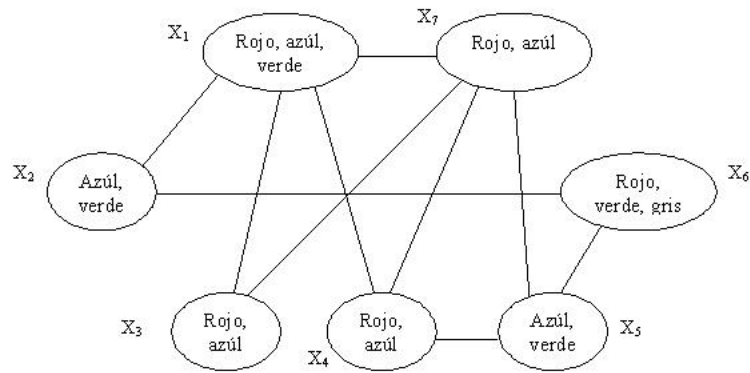 X1
Rojo, azúl,
verde
X7
Rojo, azúl
X2
Azúl,
verde
Rojo,
verde, gris
X6
X3
Rojo,
azúl
X4
Rojo,
azúl
Azúl,
verde
X5